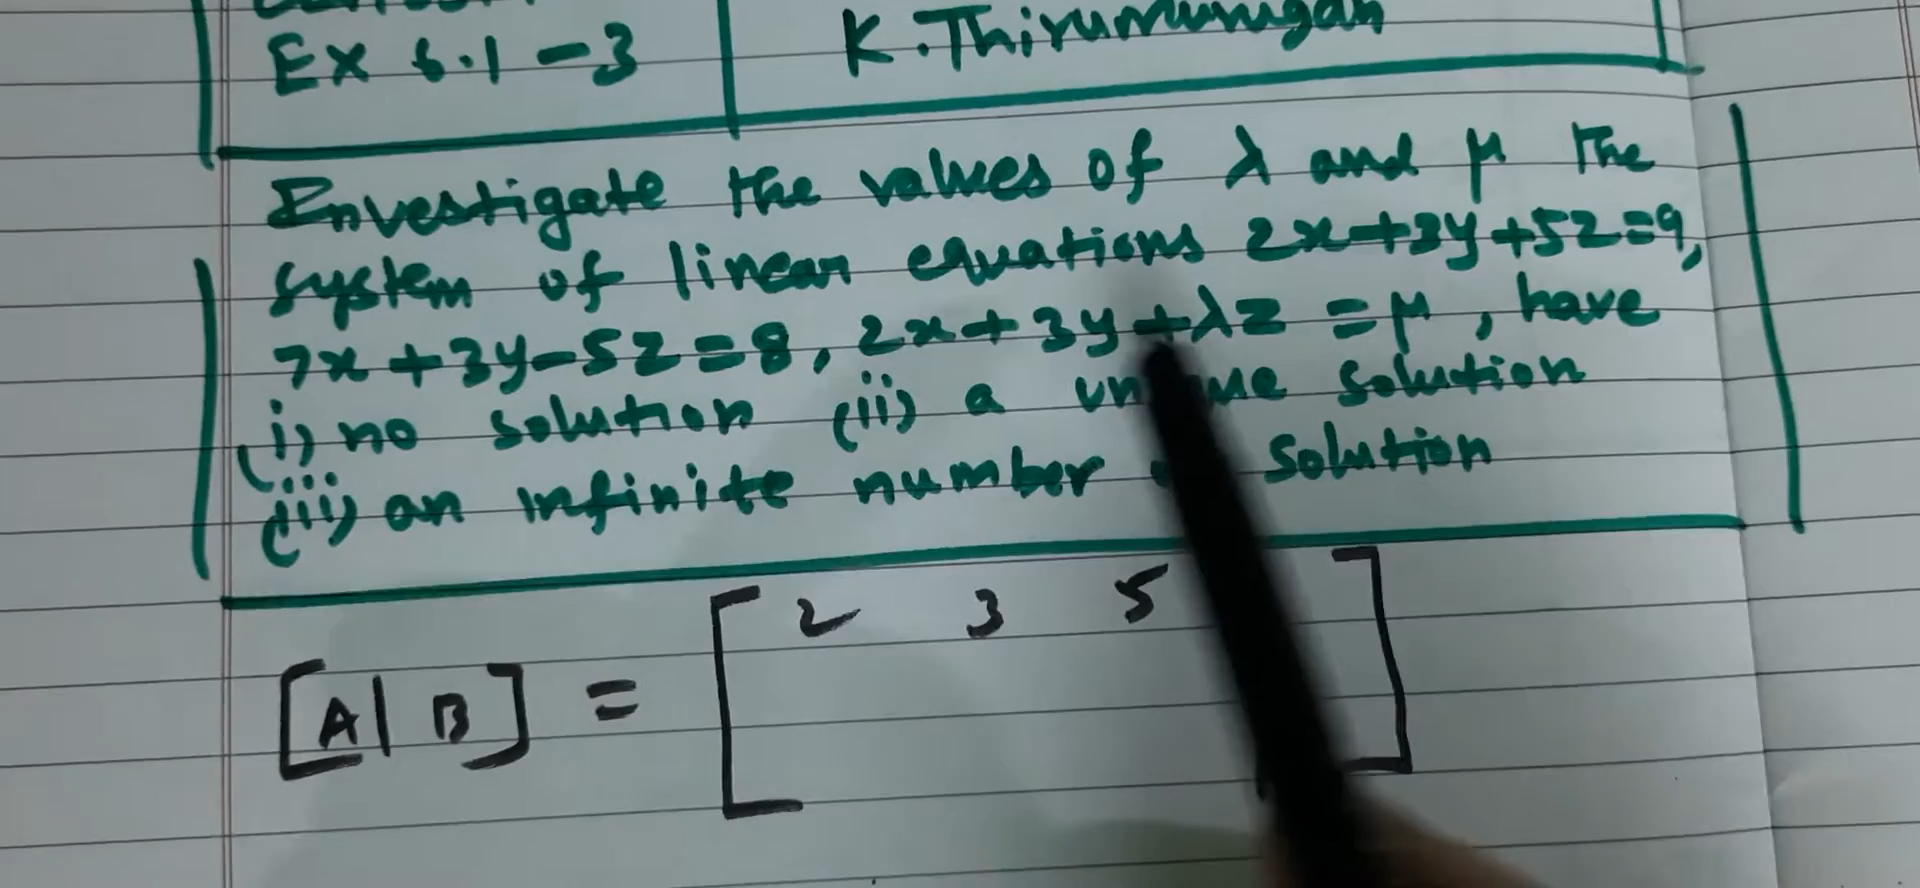 Ex 6.1-3
K.Thirumurugan
Investigate the values of λ and μ the
system of linear equations 2x+3y+5z=9,
7x+3y-5z=8, 2x+3y+λz=μ, have
(i) no solution (ii) a solution
(iii) an infinite number solution
2 3 5
[A|B] =